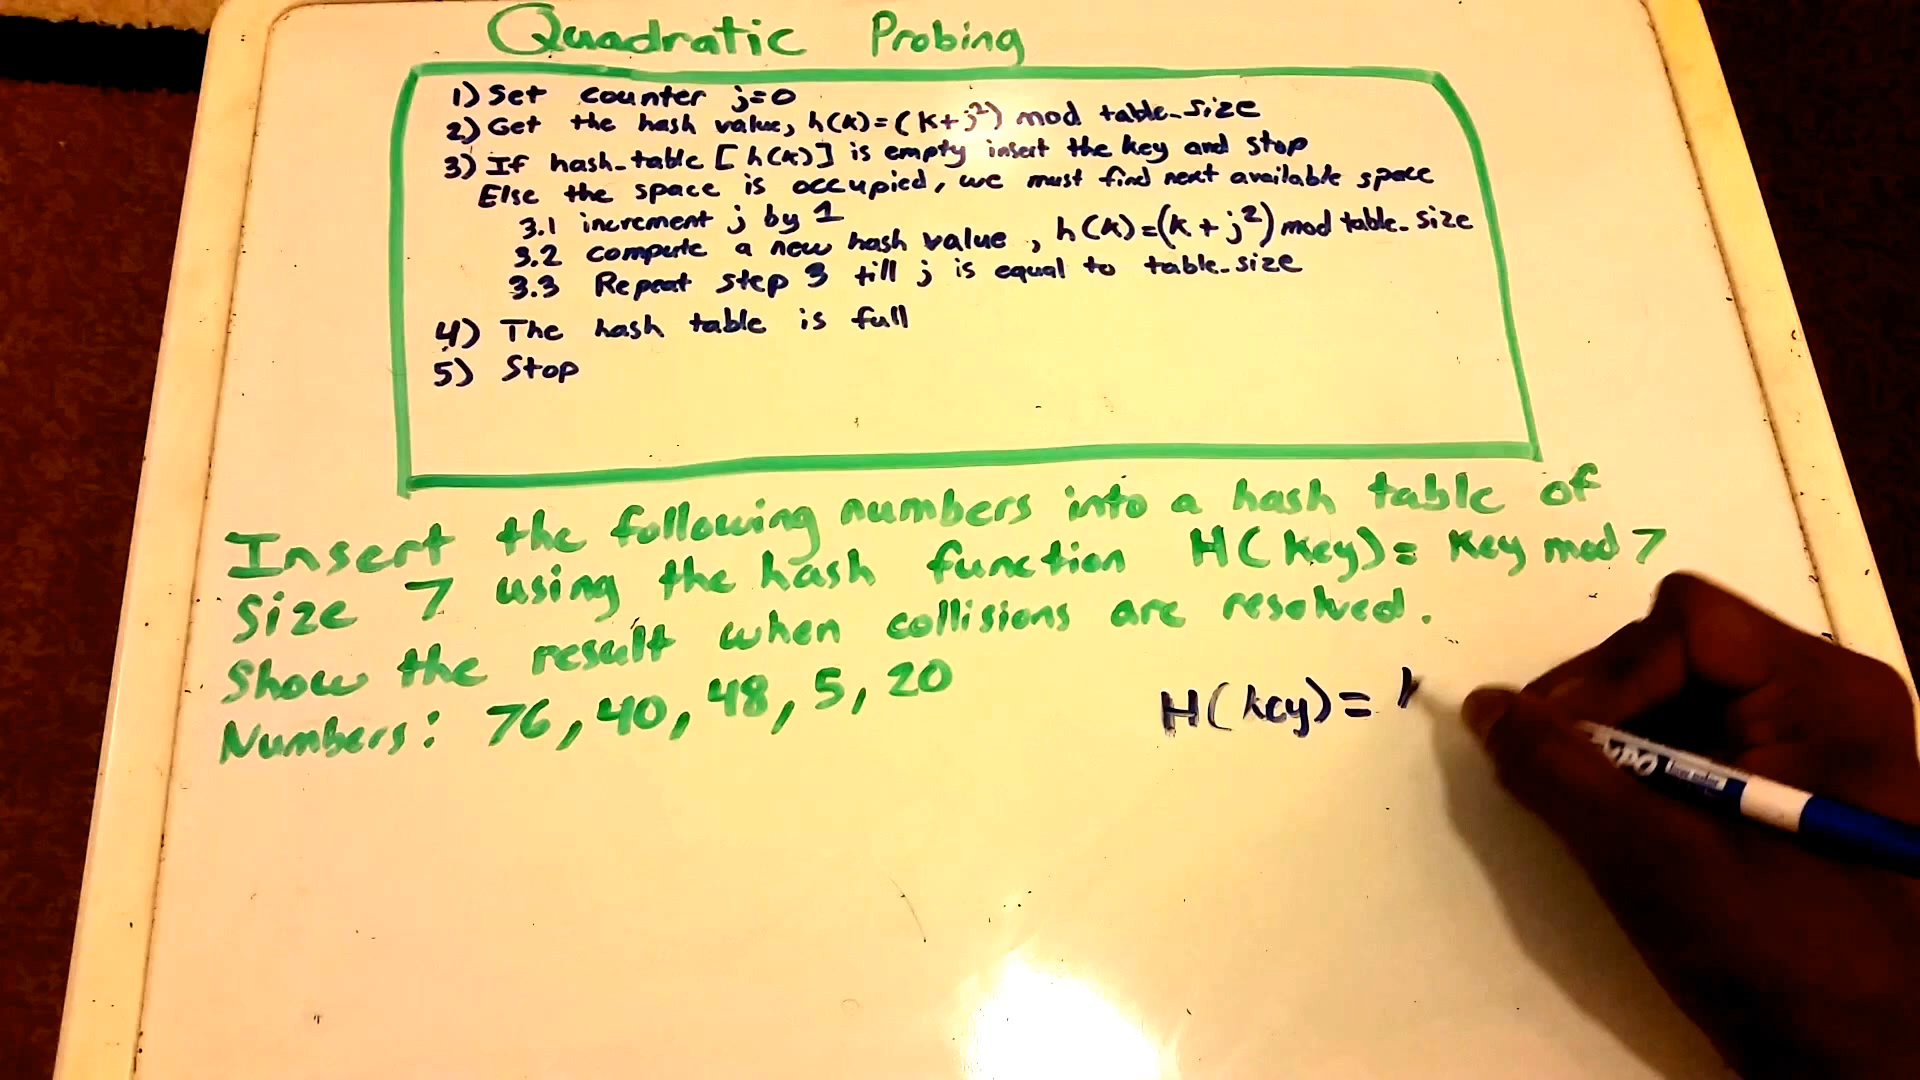 Quadratic Probing
1) Set counter j=0
2) Get the hash value, h(k)=(k+j²) mod table_size
3) If hash_table [h(k)] is empty insert the key and stop
Else the space is occupied, we must find next available space
3.1 increment j by 1
3.2 compute a new hash value, h(k)=(k+j²) mod table_size
3.3 Repeat step 3 till j is equal to table_size
4) The hash table is full
5) Stop
Insert the following numbers into a hash table of
Size 7 using the hash function H(key)= key mod 7
Show the result when collisions are resolved.
Numbers: 76, 40, 48, 5, 20
H(key)=